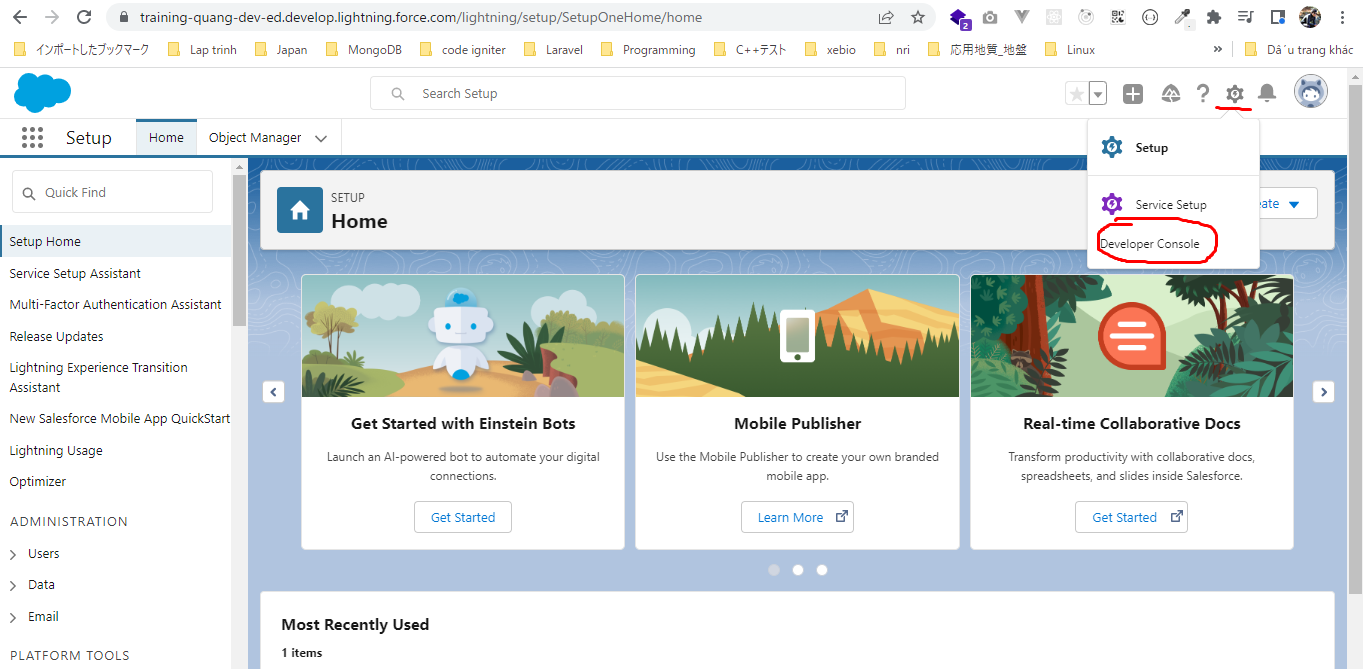 training-quang-dev-ed.develop.lightning.force.com/lightning/setup/SetupOneHome/home
2
インポートしたブックマーク
Lap trinh
Japan
MongoDB
code igniter
Laravel
Programming
C++テスト
xebio
nri
応用地質_地盤
Linux
»
Dấu trang khác
Search Setup
Setup
Home
Object Manager
Setup
Service Setup
Developer Console
Quick Find
SETUP
Home
eate
Setup Home
Service Setup Assistant
Multi-Factor Authentication Assistant
Release Updates
Lightning Experience Transition
Assistant
New Salesforce Mobile App QuickStart
Lightning Usage
Optimizer
ADMINISTRATION
Users
Data
Email
PLATFORM TOOLS
Get Started with Einstein Bots
Launch an AI-powered bot to automate your digital
connections.
Get Started
Mobile Publisher
Use the Mobile Publisher to create your own branded
mobile app.
Learn More
Real-time Collaborative Docs
Transform productivity with collaborative docs,
spreadsheets, and slides inside Salesforce.
Get Started
Most Recently Used
1 items